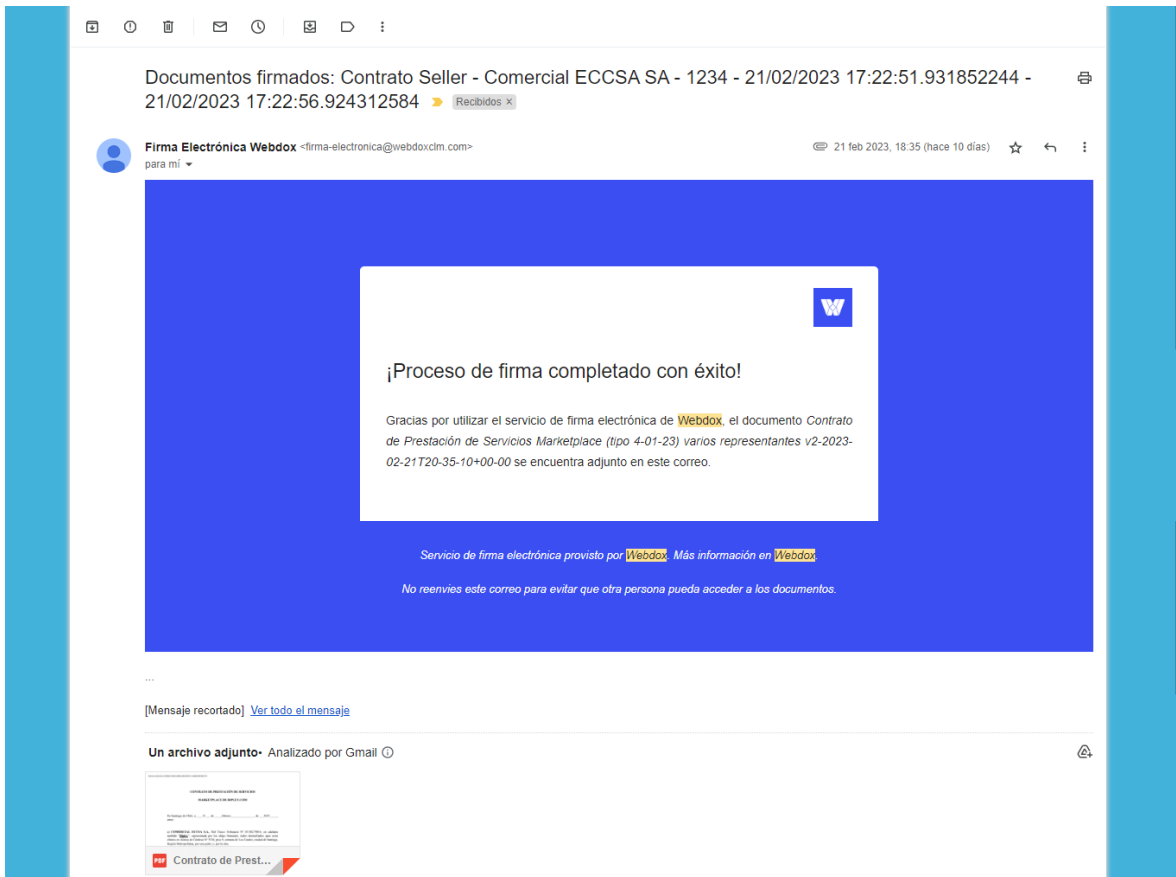 Documentos firmados: Contrato Seller - Comercial ECCSA SA - 1234 - 21/02/2023 17:22:51.931852244 -
21/02/2023 17:22:56.924312584 Recibidos ×
Firma Electrónica Webdox <firma-electronica@webdoxclm.com> 21 feb 2023, 18:35 (hace 10 días)
para mí
W
¡Proceso de firma completado con éxito!
Gracias por utilizar el servicio de firma electrónica de Webdox, el documento Contrato
de Prestación de Servicios Marketplace (tipo 4-01-23) varios representantes v2-2023-
02-21T20-35-10+00-00 se encuentra adjunto en este correo.
Servicio de firma electrónica provisto por Webdox. Más información en Webdox.
No reenvies este correo para evitar que otra persona pueda acceder a los documentos.
...
[Mensaje recortado] Ver todo el mensaje
Un archivo adjunto• Analizado por Gmail
CONTRATO DE PRESTACIÓN DE SERVICIOS
MARKETPLACE DE RIPLEY.COM
PDF Contrato de Prest...